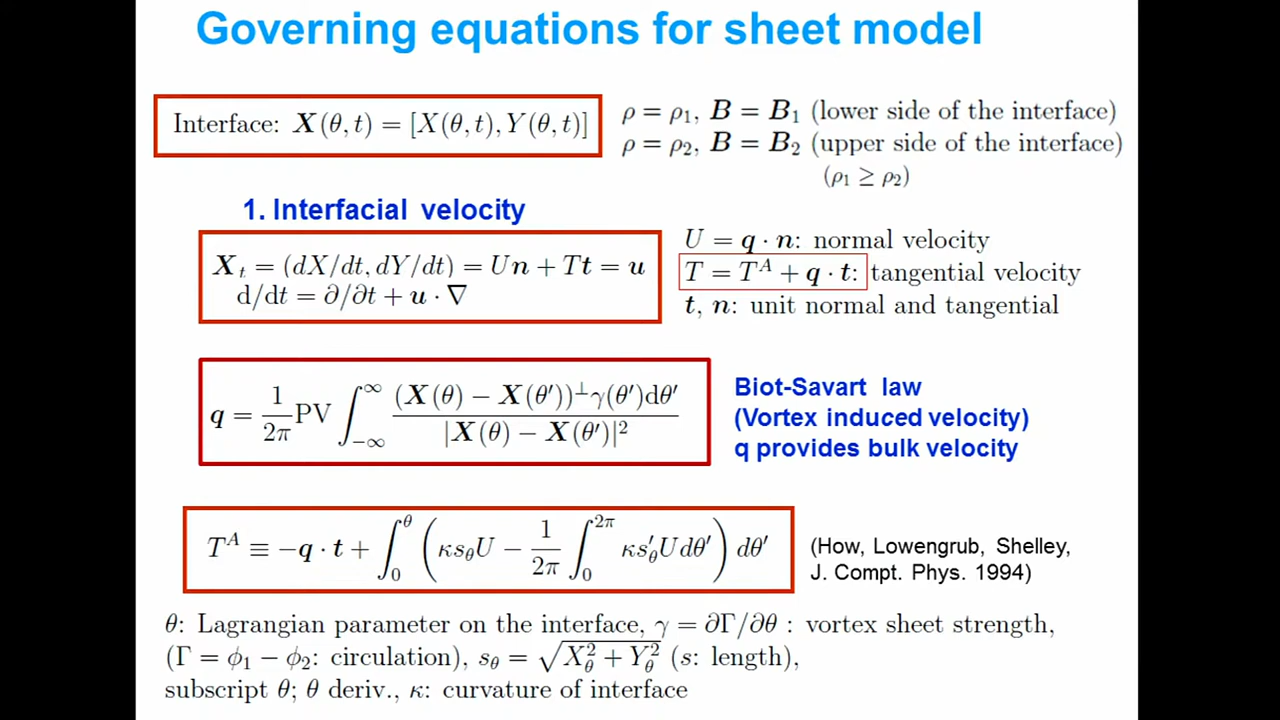 Governing equations for sheet model
Interface: X(θ, t) = [X(θ, t), Y(θ, t)]
ρ = ρ₁, B = B₁ (lower side of the interface)
ρ = ρ₂, B = B₂ (upper side of the interface)
(ρ₁ ≥ ρ₂)
1. Interfacial velocity
X_t = (dX/dt, dY/dt) = Un + Tt = u
d/dt = ∂/∂t + u · ∇
U = q · n: normal velocity
T = T^A + q · t: tangential velocity
t, n: unit normal and tangential
q = 1/2π PV ∫_{-∞}^{∞} (X(θ) − X(θ′))^⊥ γ(θ′)dθ′ / |X(θ) − X(θ′)|²
Biot-Savart law
(Vortex induced velocity)
q provides bulk velocity
T^A ≡ −q · t + ∫_0^θ (κs_θU − 1/2π ∫_0^{2π} κs′_θUdθ′) dθ′
(How, Lowengrub, Shelley,
J. Compt. Phys. 1994)
θ: Lagrangian parameter on the interface, γ = ∂Γ/∂θ : vortex sheet strength,
(Γ = φ₁ − φ₂: circulation), s_θ = √(X_θ² + Y_θ²) (s: length),
subscript θ; θ deriv., κ: curvature of interface